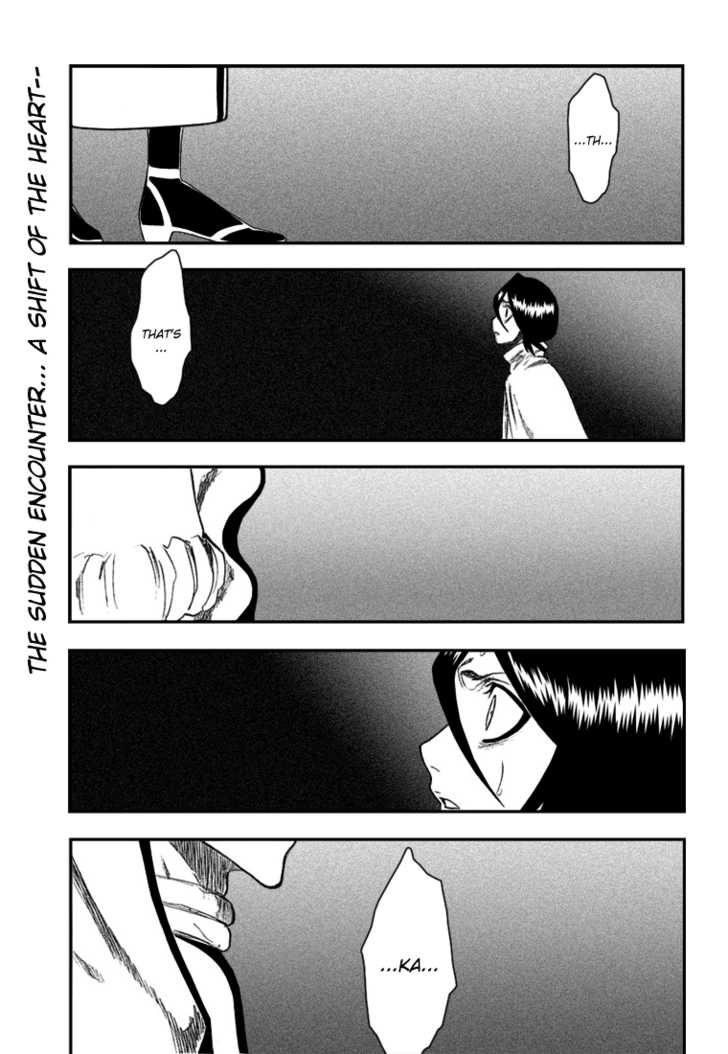 THE SUDDEN ENCOUNTER... A SHIFT OF THE HEART--
...TH...
THAT'S
...
...KA...